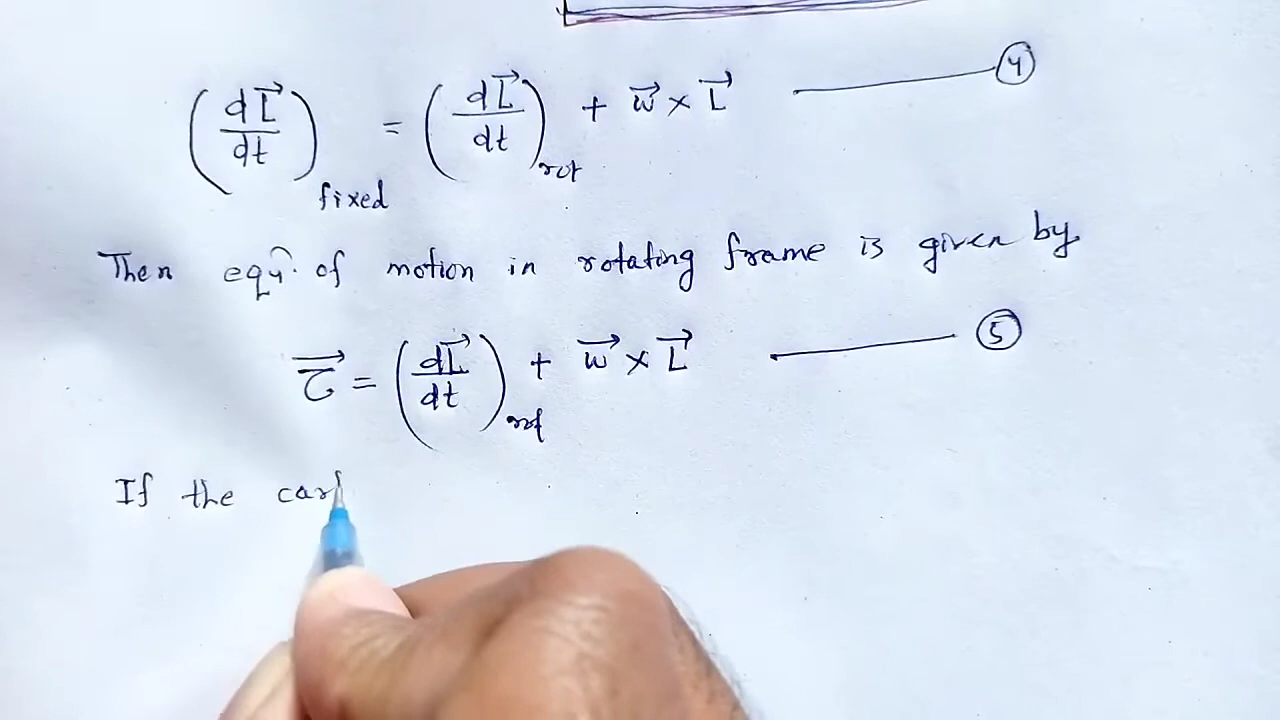 (dL⃗/dt)fixed = (dL⃗/dt)rot + w⃗ × L⃗ ——— ④
Then eqn. of motion in rotating frame is given by
τ⃗ = (dL⃗/dt)rot + w⃗ × L⃗ ——— ⑤
If the car